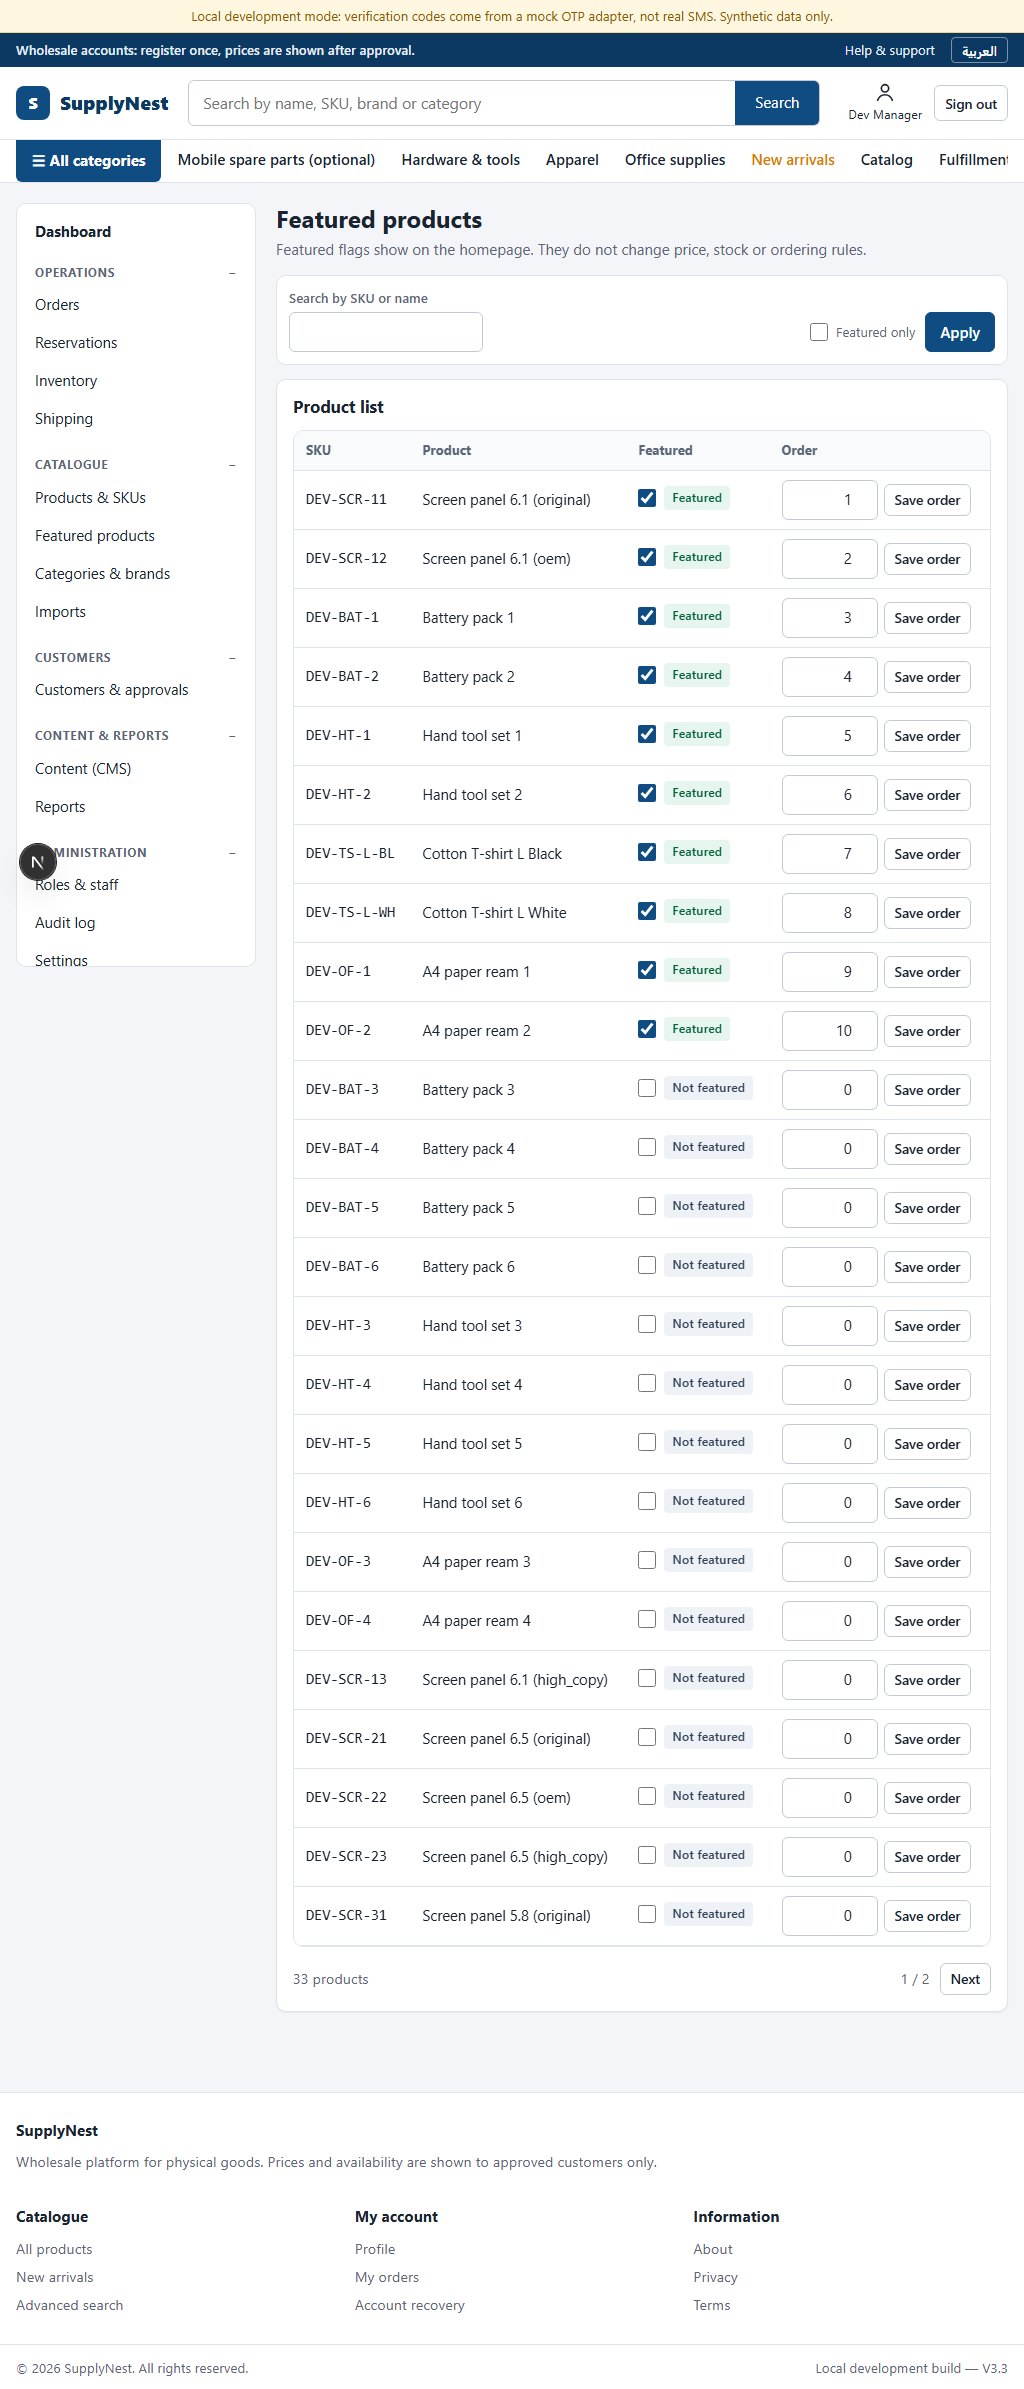 Local development mode: verification codes come from a mock OTP adapter, not real SMS. Synthetic data only.
Wholesale accounts: register once, prices are shown after approval.
Help & support
العربية
S SupplyNest
Search by name, SKU, brand or category
Search
Dev Manager
Sign out
☰ All categories
Mobile spare parts (optional)
Hardware & tools
Apparel
Office supplies
New arrivals
Catalog
Fulfillment
Dashboard
OPERATIONS –
Orders
Reservations
Inventory
Shipping
CATALOGUE –
Products & SKUs
Featured products
Categories & brands
Imports
CUSTOMERS –
Customers & approvals
CONTENT & REPORTS –
Content (CMS)
Reports
N
MINISTRATION –
Roles & staff
Audit log
Settings
Featured products
Featured flags show on the homepage. They do not change price, stock or ordering rules.
Search by SKU or name
Featured only
Apply
Product list
SKU Product Featured Order
DEV-SCR-11 Screen panel 6.1 (original) Featured 1 Save order
DEV-SCR-12 Screen panel 6.1 (oem) Featured 2 Save order
DEV-BAT-1 Battery pack 1 Featured 3 Save order
DEV-BAT-2 Battery pack 2 Featured 4 Save order
DEV-HT-1 Hand tool set 1 Featured 5 Save order
DEV-HT-2 Hand tool set 2 Featured 6 Save order
DEV-TS-L-BL Cotton T-shirt L Black Featured 7 Save order
DEV-TS-L-WH Cotton T-shirt L White Featured 8 Save order
DEV-OF-1 A4 paper ream 1 Featured 9 Save order
DEV-OF-2 A4 paper ream 2 Featured 10 Save order
DEV-BAT-3 Battery pack 3 Not featured 0 Save order
DEV-BAT-4 Battery pack 4 Not featured 0 Save order
DEV-BAT-5 Battery pack 5 Not featured 0 Save order
DEV-BAT-6 Battery pack 6 Not featured 0 Save order
DEV-HT-3 Hand tool set 3 Not featured 0 Save order
DEV-HT-4 Hand tool set 4 Not featured 0 Save order
DEV-HT-5 Hand tool set 5 Not featured 0 Save order
DEV-HT-6 Hand tool set 6 Not featured 0 Save order
DEV-OF-3 A4 paper ream 3 Not featured 0 Save order
DEV-OF-4 A4 paper ream 4 Not featured 0 Save order
DEV-SCR-13 Screen panel 6.1 (high_copy) Not featured 0 Save order
DEV-SCR-21 Screen panel 6.5 (original) Not featured 0 Save order
DEV-SCR-22 Screen panel 6.5 (oem) Not featured 0 Save order
DEV-SCR-23 Screen panel 6.5 (high_copy) Not featured 0 Save order
DEV-SCR-31 Screen panel 5.8 (original) Not featured 0 Save order
33 products
1 / 2
Next
SupplyNest
Wholesale platform for physical goods. Prices and availability are shown to approved customers only.
Catalogue
All products
New arrivals
Advanced search
My account
Profile
My orders
Account recovery
Information
About
Privacy
Terms
© 2026 SupplyNest. All rights reserved.
Local development build — V3.3